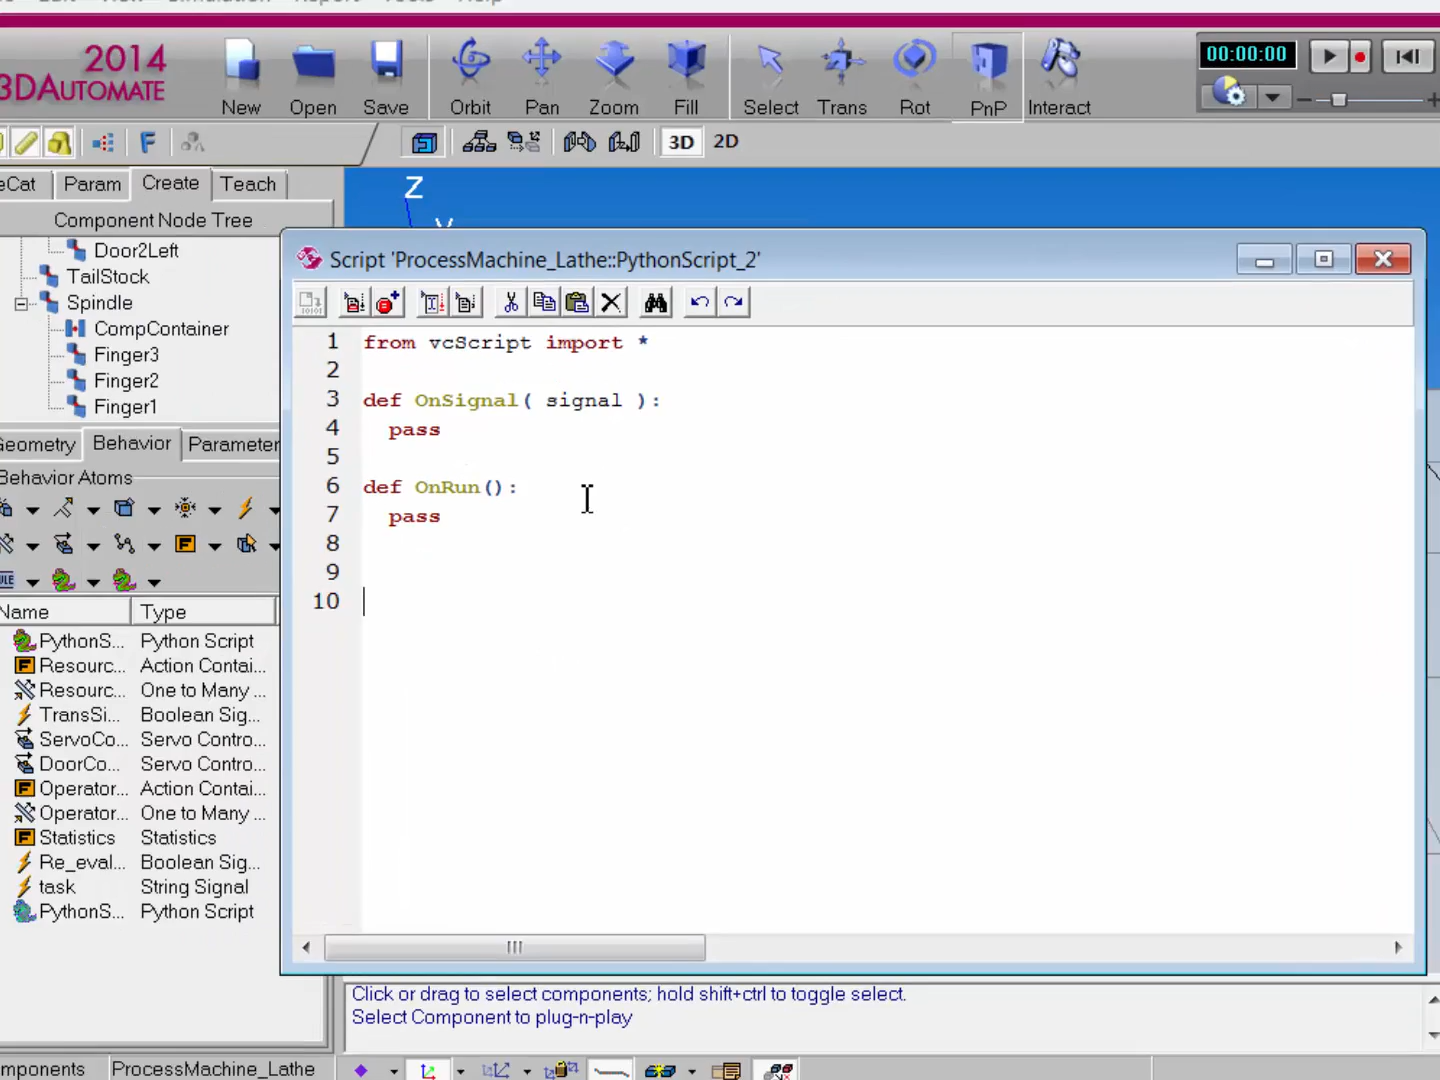 2014
3DAUTOMATE
New
Open
Save
Orbit
Pan
Zoom
Fill
Select
Trans
Rot
PnP
Interact
00:00:00
3D
2D
eCat
Param
Create
Teach
Component Node Tree
Door2Left
TailStock
Spindle
CompContainer
Finger3
Finger2
Finger1
Geometry
Behavior
Parameter
Behavior Atoms
Name
Type
PythonS...
Python Script
Resourc...
Action Contai...
Resourc...
One to Many ...
TransSi...
Boolean Sig...
ServoCo...
Servo Contro...
DoorCo...
Servo Contro...
Operator...
Action Contai...
Operator...
One to Many ...
Statistics
Statistics
Re_eval...
Boolean Sig...
task
String Signal
PythonS...
Python Script
Z
Script 'ProcessMachine_Lathe::PythonScript_2'
1 from vcScript import *
2
3 def OnSignal( signal ):
4 pass
5
6 def OnRun():
7 pass
8
9
10
Click or drag to select components; hold shift+ctrl to toggle select.
Select Component to plug-n-play
mponents
ProcessMachine_Lathe